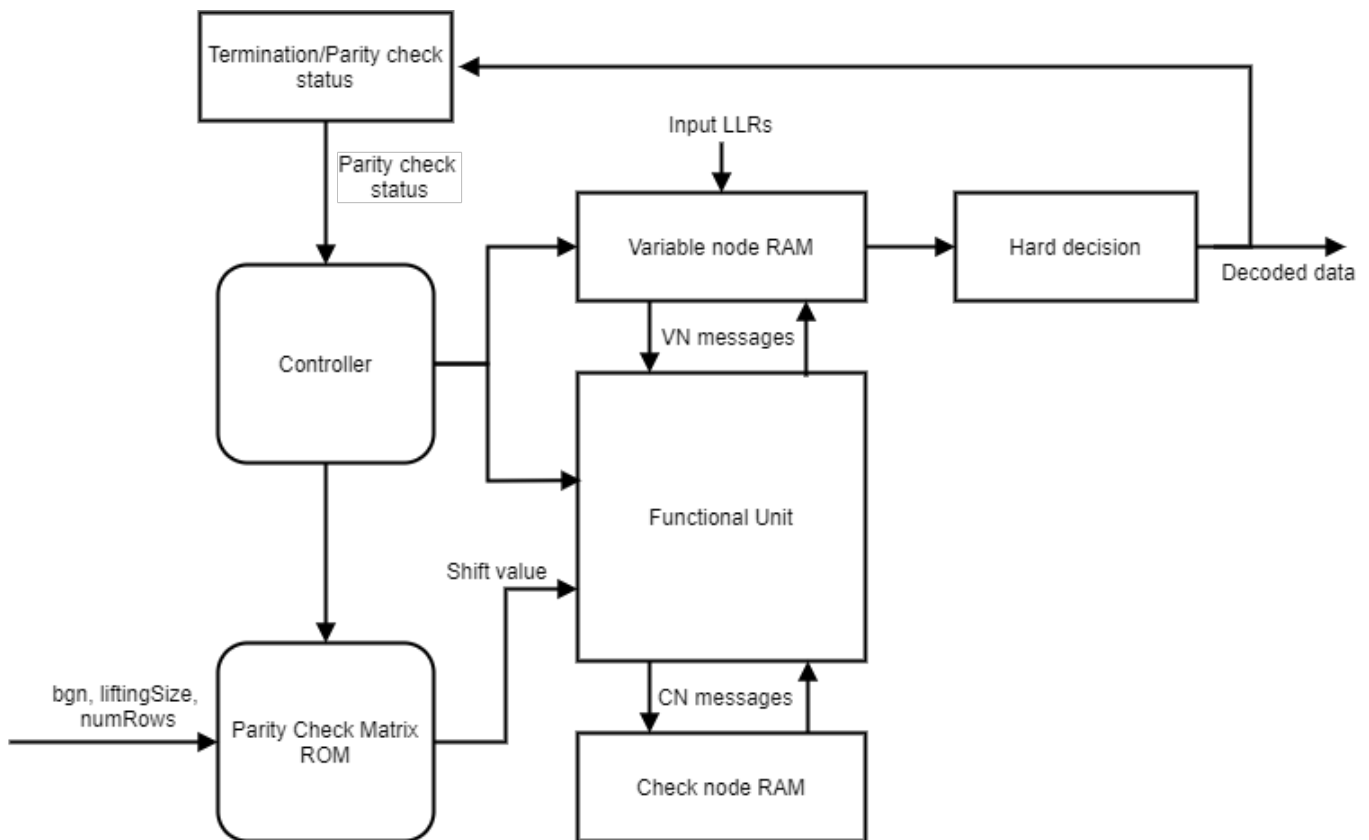 Termination/Parity check
status
Parity check
status
Input LLRs
Variable node RAM
Hard decision
Decoded data
VN messages
Controller
Functional Unit
Shift value
bgn, liftingSize,
numRows
Parity Check Matrix
ROM
CN messages
Check node RAM